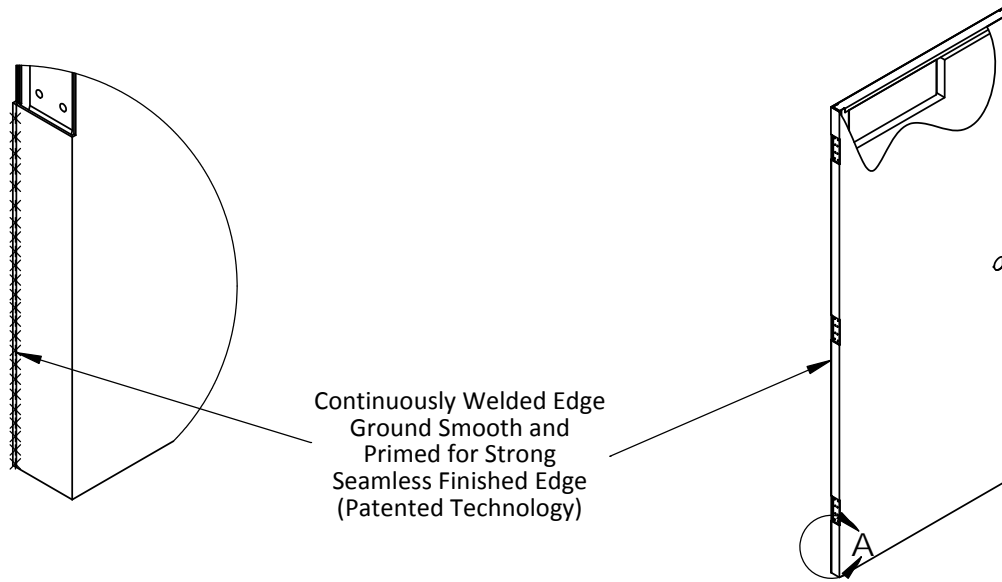 Continuously Welded Edge
Ground Smooth and
Primed for Strong
Seamless Finished Edge
(Patented Technology)
A